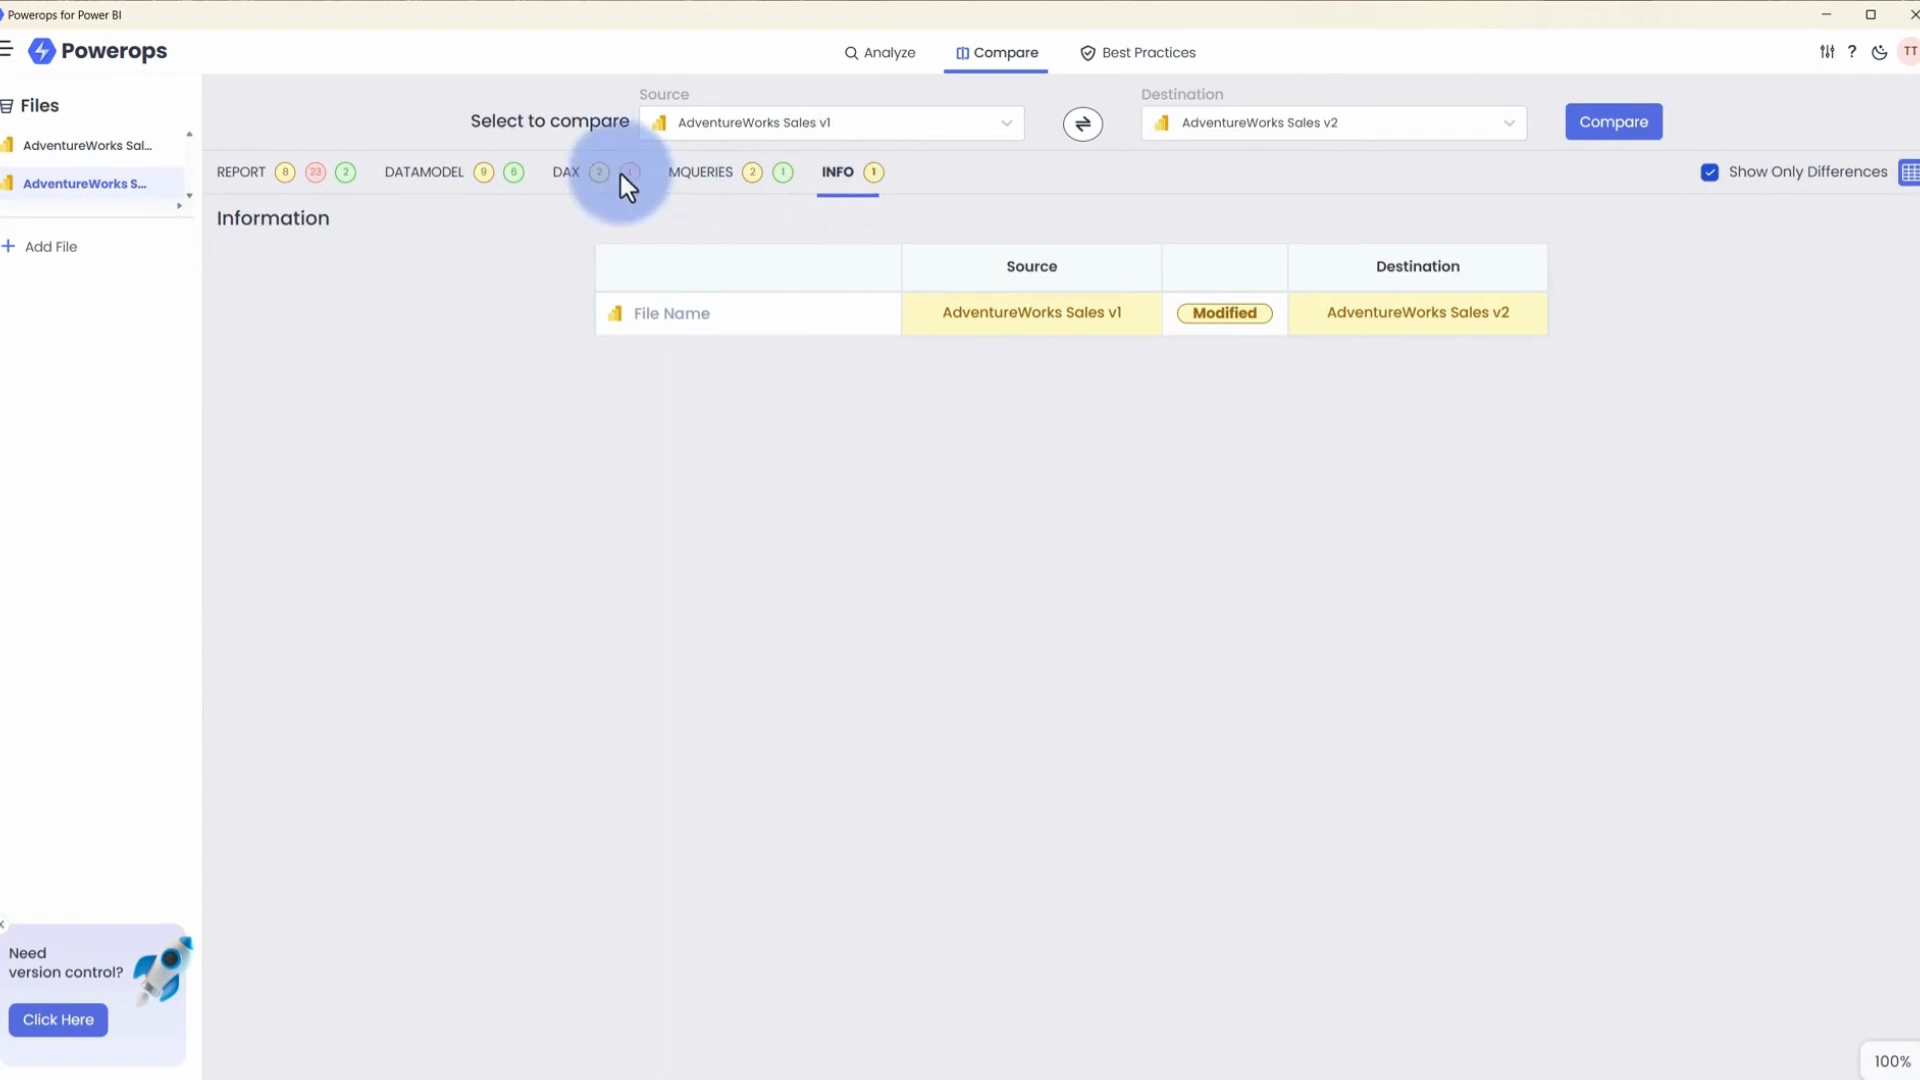 Powerops for Power BI
Powerops
Analyze
Compare
Best Practices
?
TT
Files
AdventureWorks Sal...
AdventureWorks S...
Add File
Source
Destination
Select to compare
AdventureWorks Sales v1
AdventureWorks Sales v2
Compare
REPORT 8 23 2
DATAMODEL 9 6
DAX 2
MQUERIES 2 1
INFO 1
Show Only Differences
Information
Source
Destination
File Name
AdventureWorks Sales v1
Modified
AdventureWorks Sales v2
Need
version control?
Click Here
100%